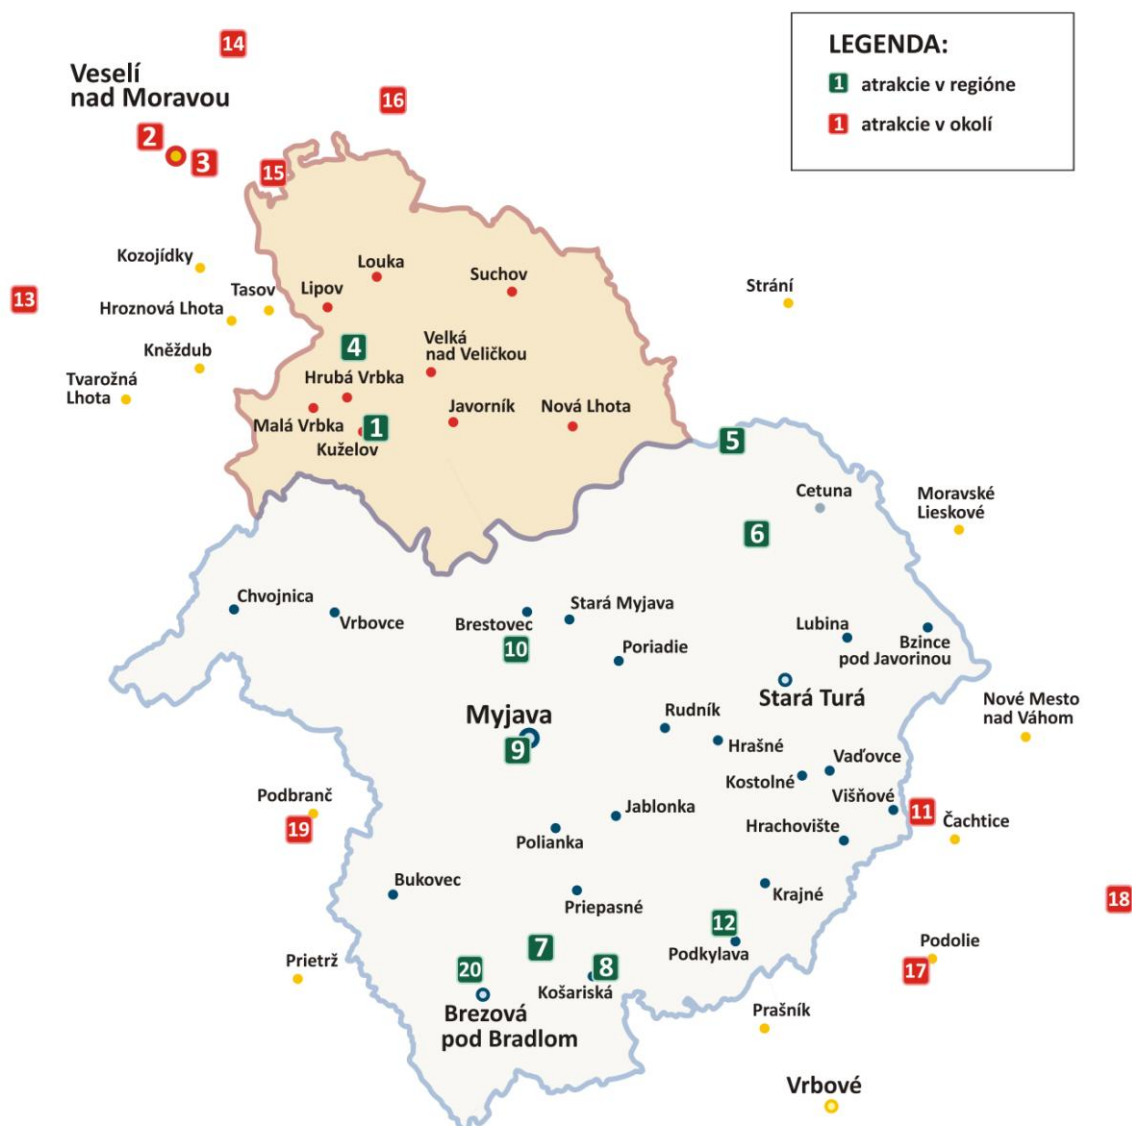 14
LEGENDA:
Veselí
nad Moravou
1 atrakcie v regióne
16
1 atrakcie v okolí
2
3
15
Kozojídky
Louka
Suchov
Tasov
Lipov
Strání
13
Hroznová Lhota
Velká
nad Veličkou
4
Kněždub
Tvarožná
Lhota
Hrubá Vrbka
Javorník
Nová Lhota
Malá Vrbka
1
Kuželov
5
Cetuna
Moravské
Lieskové
6
Chvojnica
Vrbovce
Brestovec
Stará Myjava
Lubina
Bzince
pod Javorinou
10
Poriadie
Stará Turá
Nové Mesto
nad Váhom
Myjava
Rudník
9
Hrašné
Vaďovce
Kostolné
Podbranč
Višňové
19
Jablonka
11
Čachtice
Hrachovište
Polianka
Bukovec
Krajné
18
Priepasné
12
7
Podkylava
Podolie
Prietrž
20
8
17
Košariská
Brezová
pod Bradlom
Prašník
Vrbové